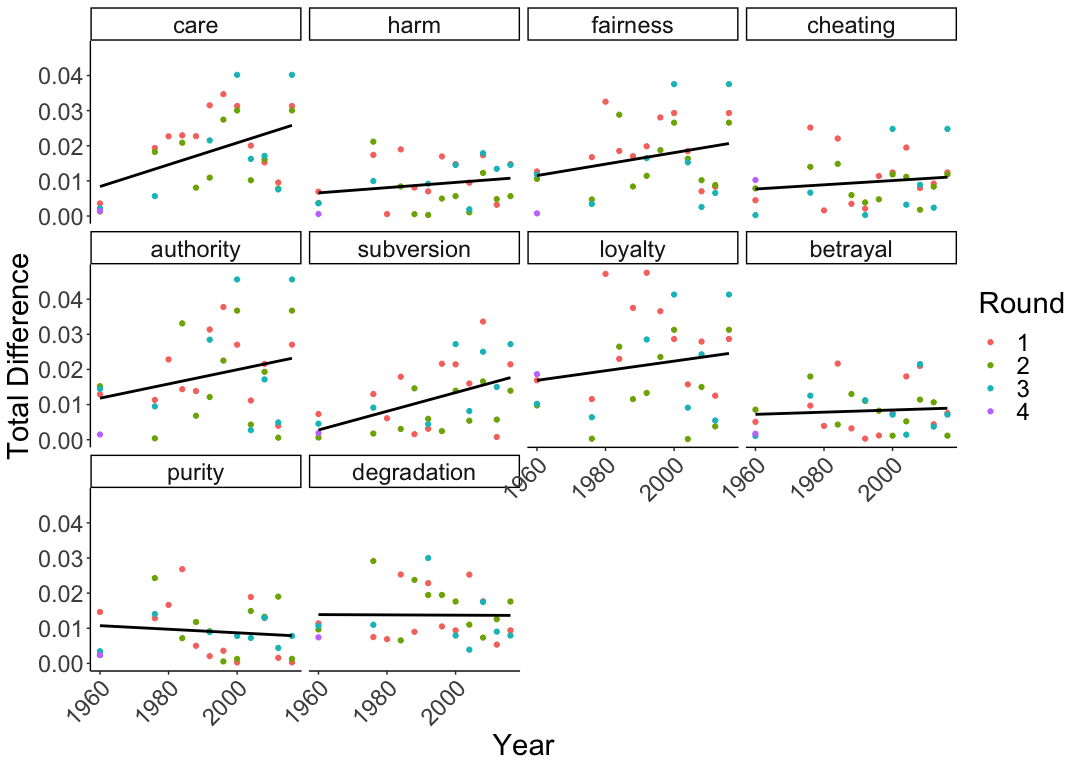 care harm fairness cheating
0.04
0.03
0.02
0.01
0.00
authority subversion loyalty betrayal
0.04
0.03
0.02
0.01
0.00
1960 1980 2000 1960 1980 2000
purity degradation
0.04
0.03
0.02
0.01
0.00
1960 1980 2000 1960 1980 2000
Total Difference
Year
Round
1
2
3
4